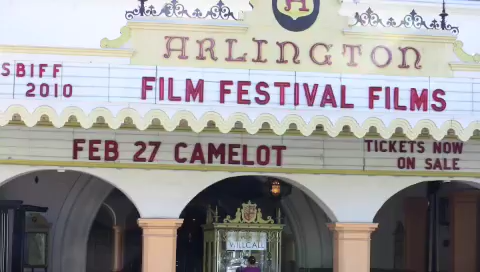 A
ARLINGTON
SBIFF
2010
FILM FESTIVAL FILMS
FEB 27 CAMELOT
TICKETS NOW
ON SALE
WILL CALL